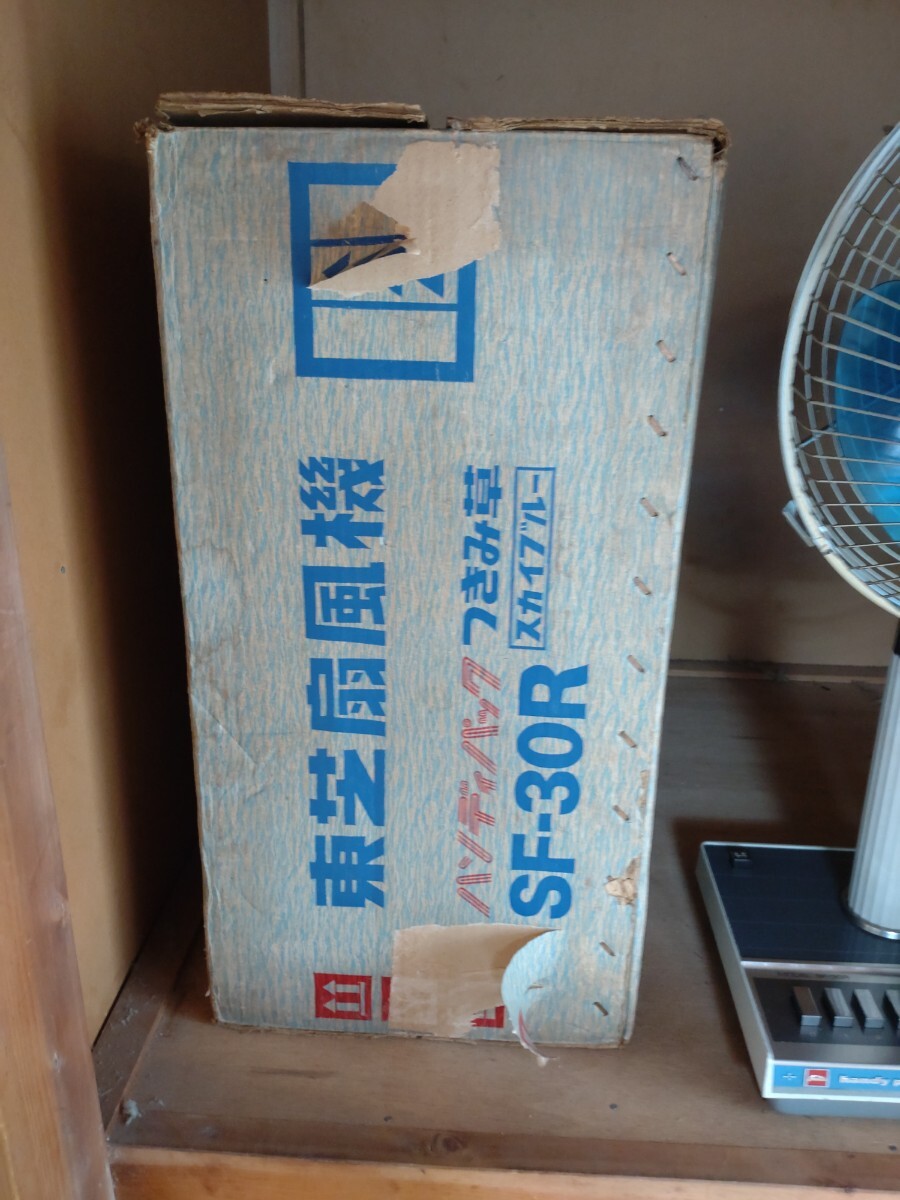 東芝扇風機
ハンディパック
つきみ草
スカイブルー
SF-30R
handy